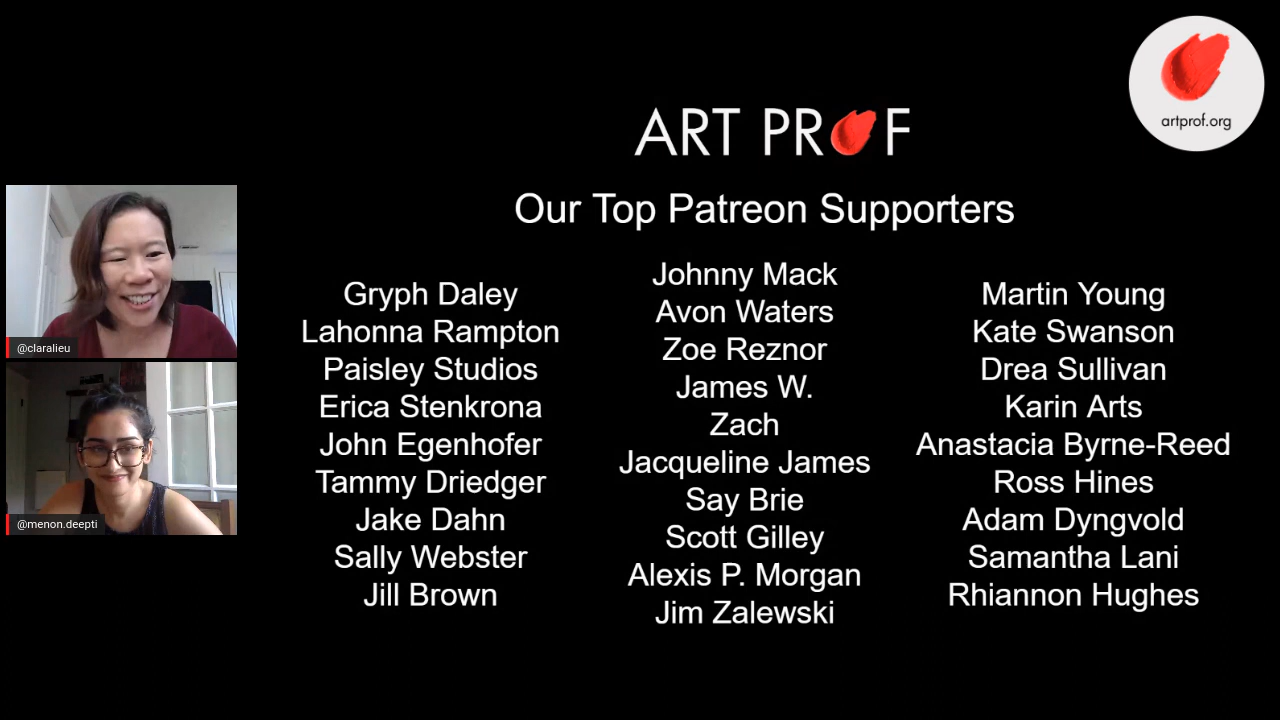 artprof.org
ART PROF
Our Top Patreon Supporters
Gryph Daley
Lahonna Rampton
Paisley Studios
Erica Stenkrona
John Egenhofer
Tammy Driedger
Jake Dahn
Sally Webster
Jill Brown
Johnny Mack
Avon Waters
Zoe Reznor
James W.
Zach
Jacqueline James
Say Brie
Scott Gilley
Alexis P. Morgan
Jim Zalewski
Martin Young
Kate Swanson
Drea Sullivan
Karin Arts
Anastacia Byrne-Reed
Ross Hines
Adam Dyngvold
Samantha Lani
Rhiannon Hughes
@claralieu
@menon.deepti